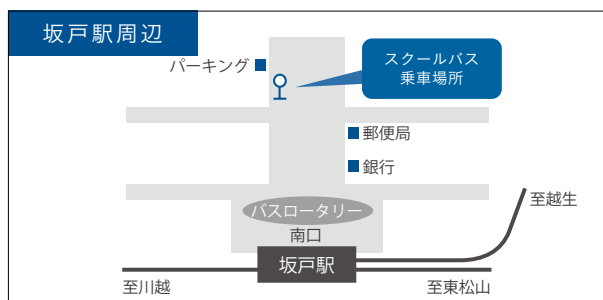 坂戸駅周辺
パーキング
スクールバス
乗車場所
郵便局
銀行
至越生
バスロータリー
南口
坂戸駅
至川越
至東松山